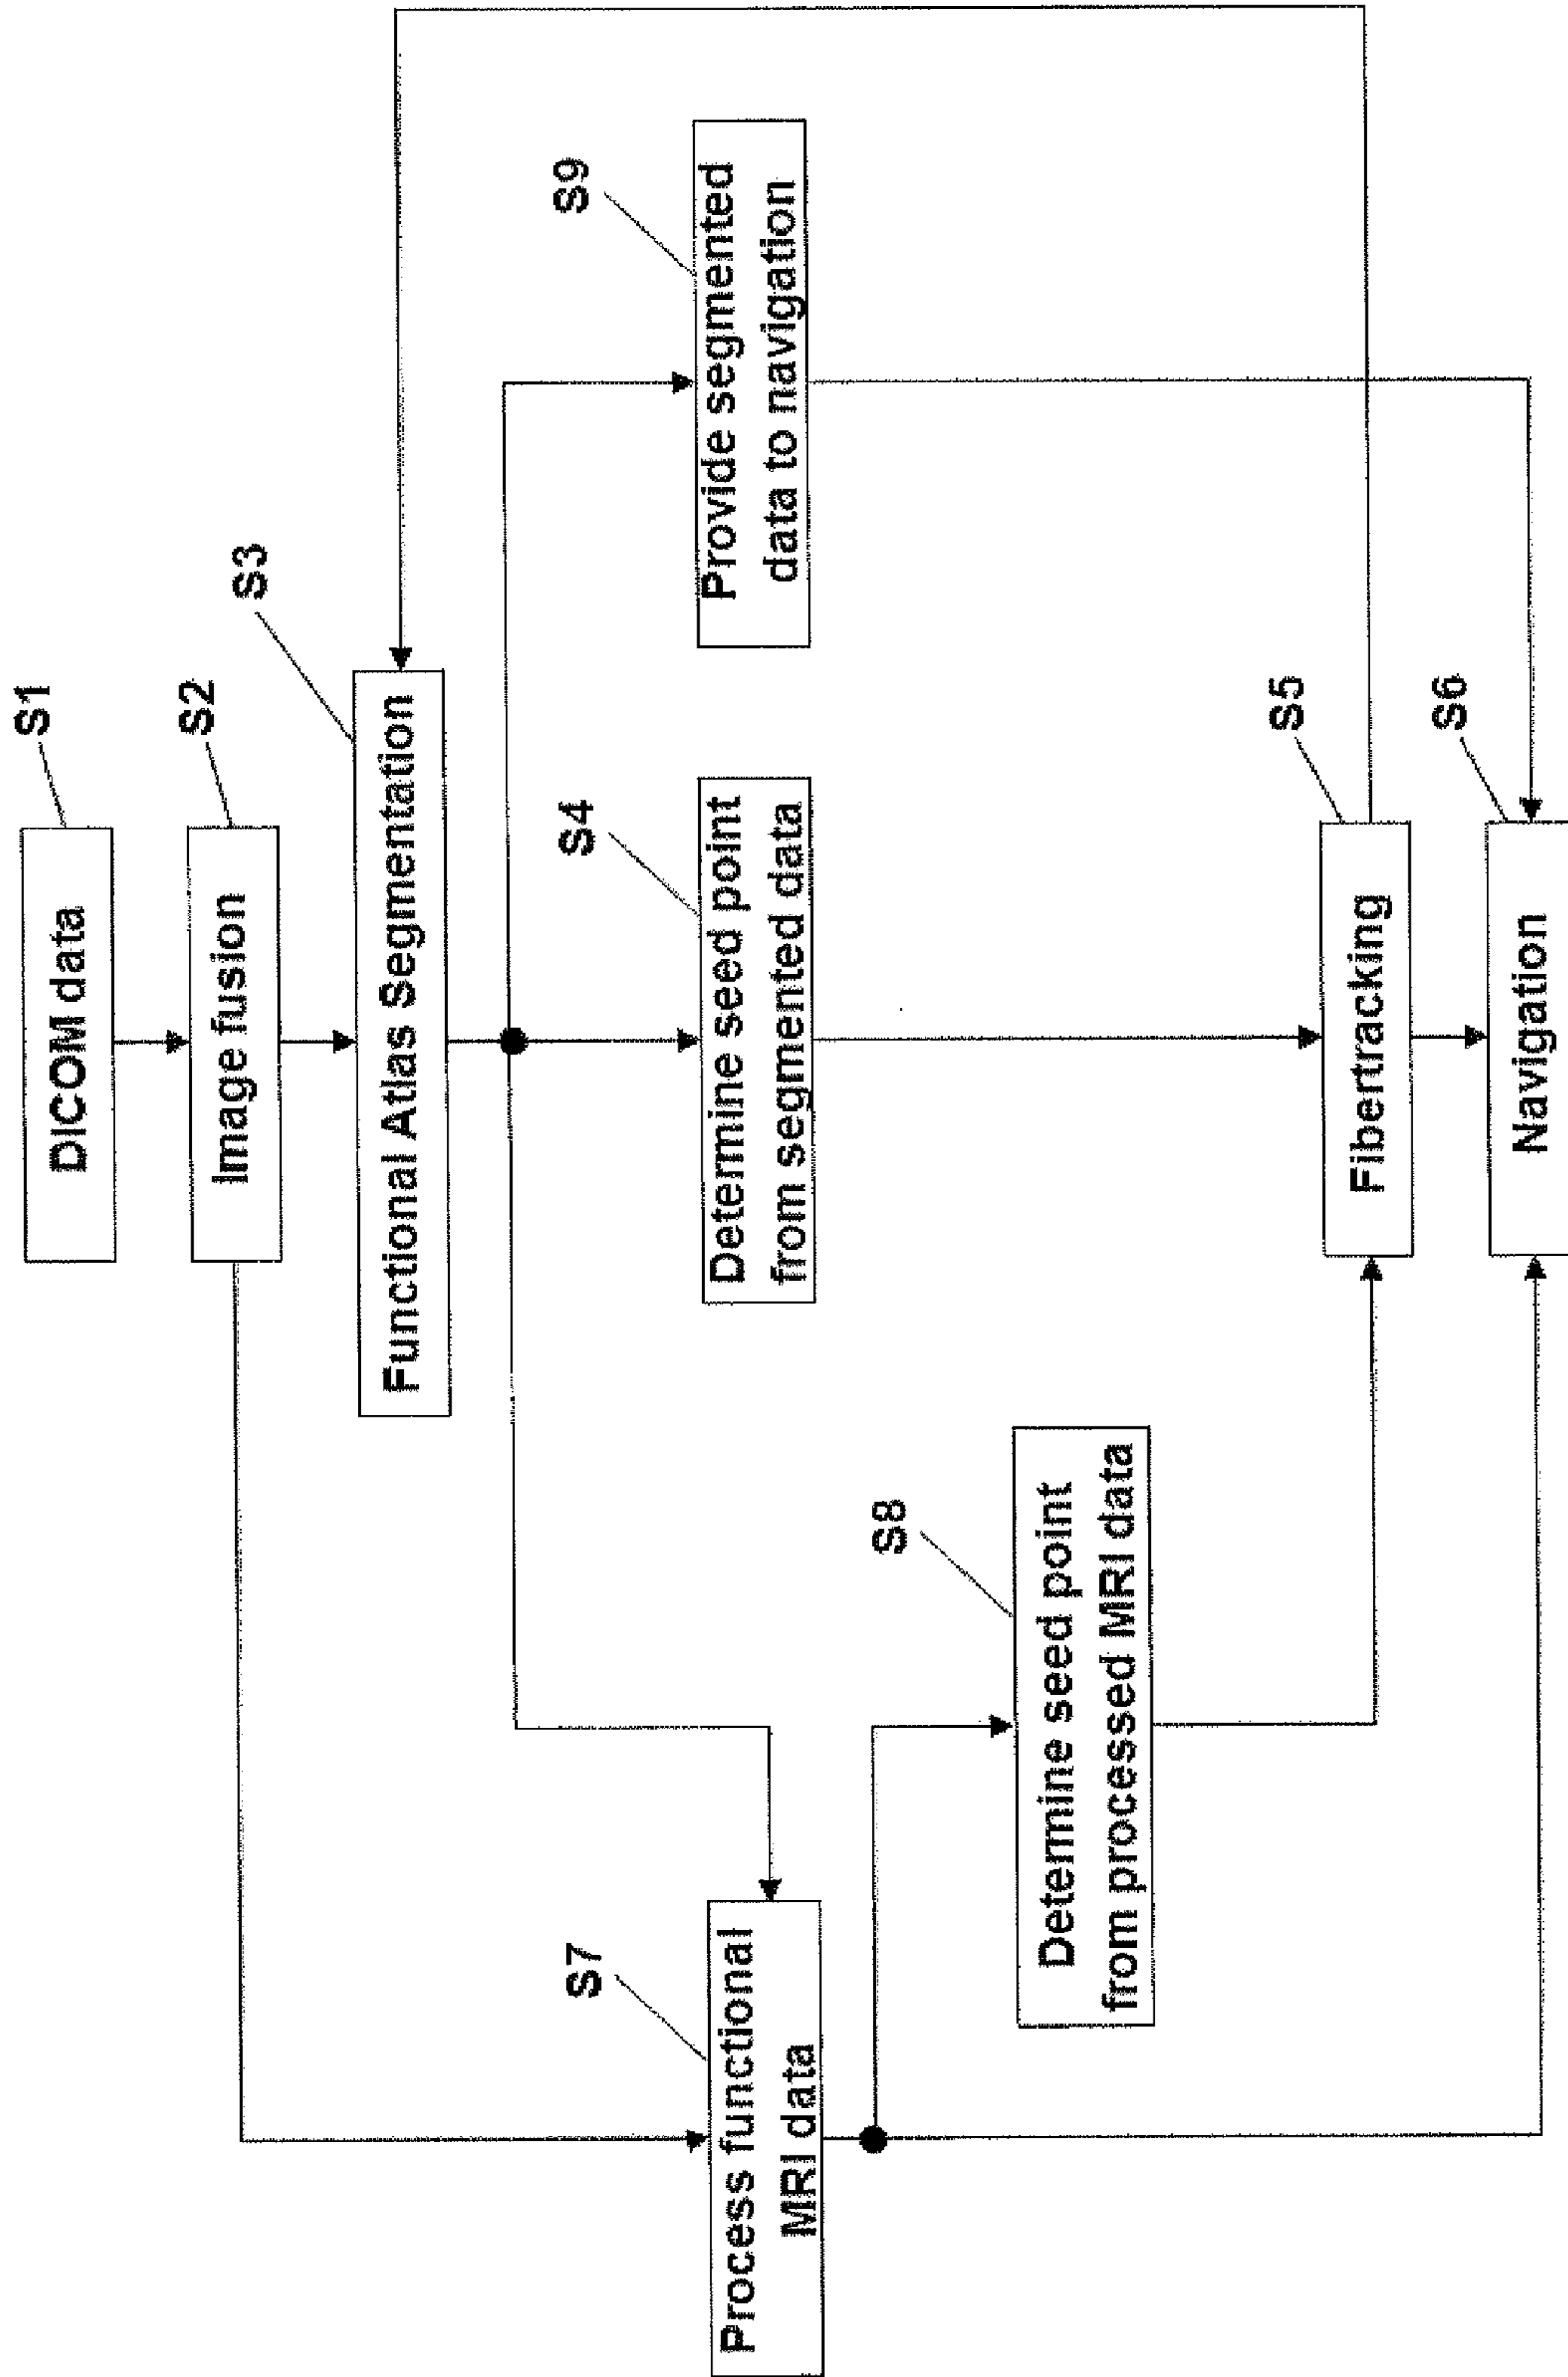 S1
DICOM data
S2
Image fusion
S3
Functional Atlas Segmentation
S7
Process functional
MRI data
S4
Determine seed point
from segmented data
S9
Provide segmented
data to navigation
S8
Determine seed point
from processed MRI data
S5
Fibertracking
S6
Navigation